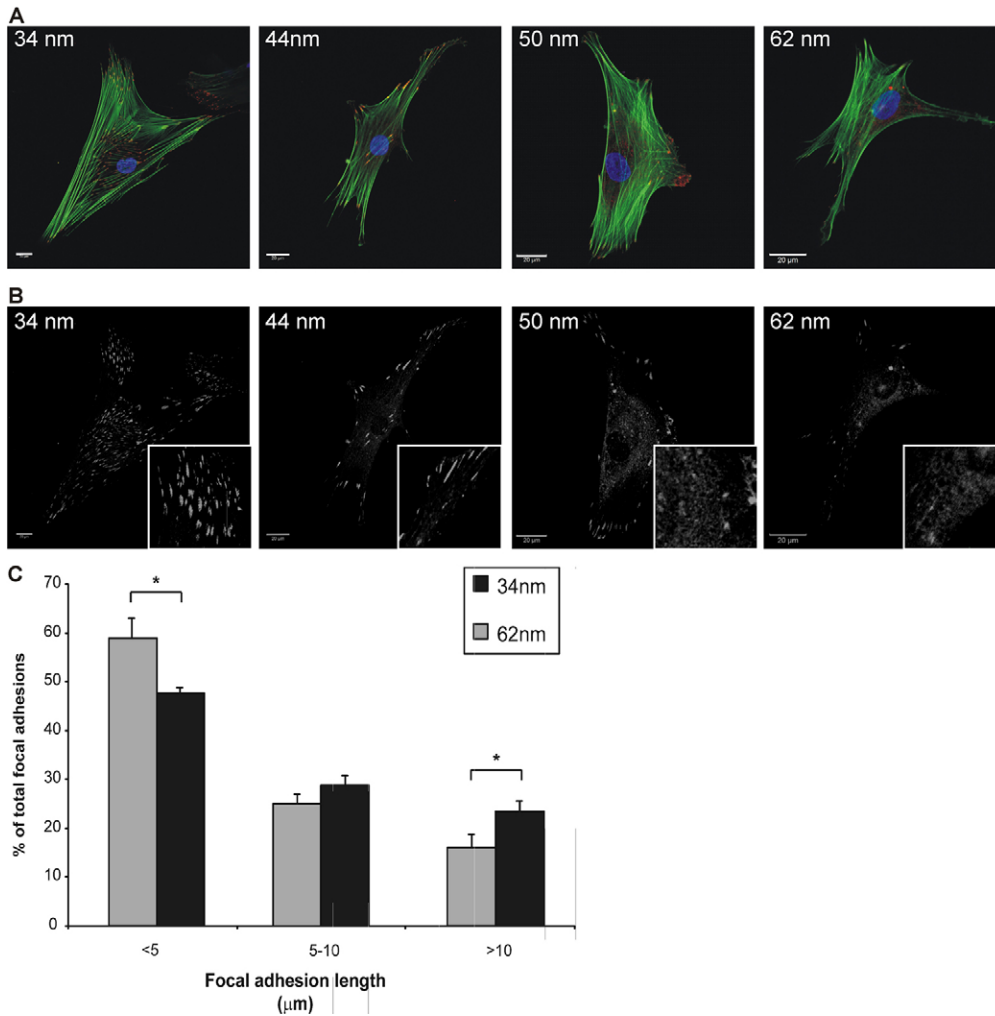 A
34 nm
44nm
50 nm
62 nm
20 µm
20 µm
B
34 nm
44 nm
50 nm
62 nm
20 µm
20 µm
20 µm
C
34nm
62nm
70
60
50
40
30
20
10
0
*
*
% of total focal adhesions
<5
5-10
>10
Focal adhesion length
(µm)